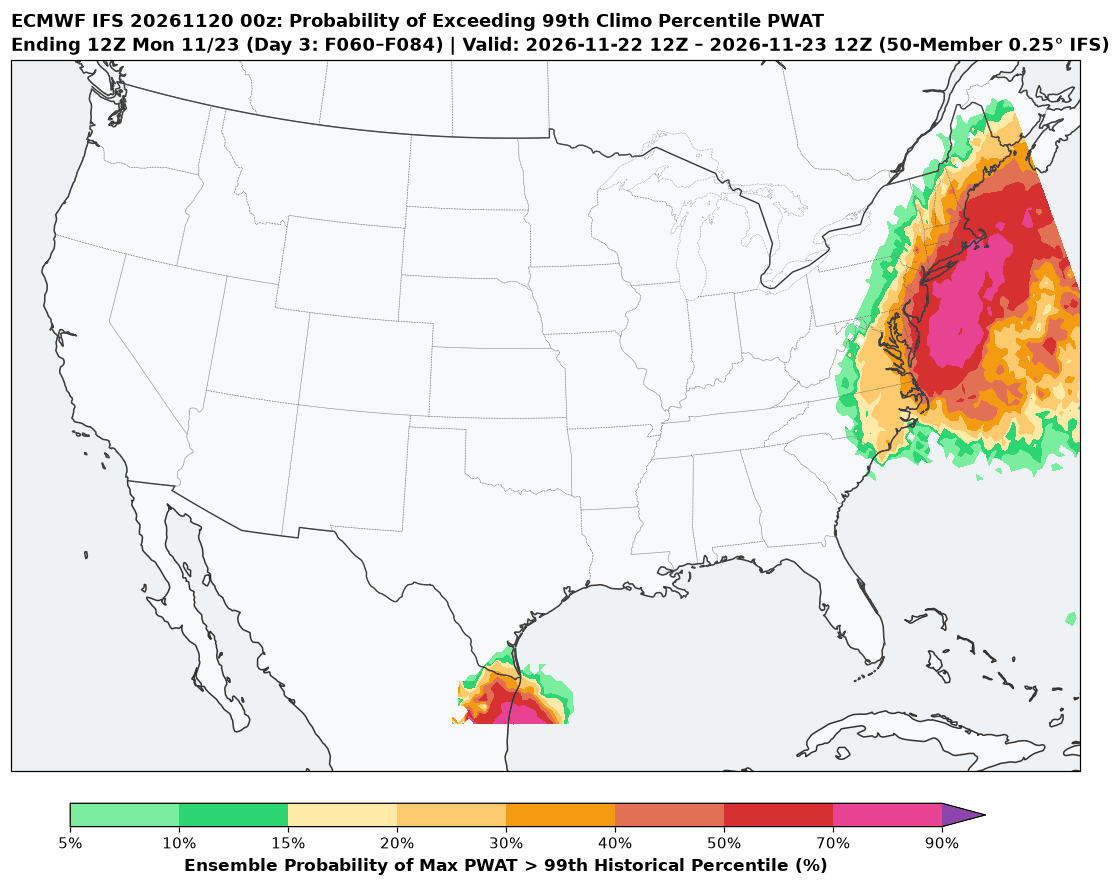 ECMWF IFS 20261120 00z: Probability of Exceeding 99th Climo Percentile PWAT
Ending 12Z Mon 11/23 (Day 3: F060–F084) | Valid: 2026-11-22 12Z – 2026-11-23 12Z (50-Member 0.25° IFS)
5% 10% 15% 20% 30% 40% 50% 70% 90%
Ensemble Probability of Max PWAT > 99th Historical Percentile (%)